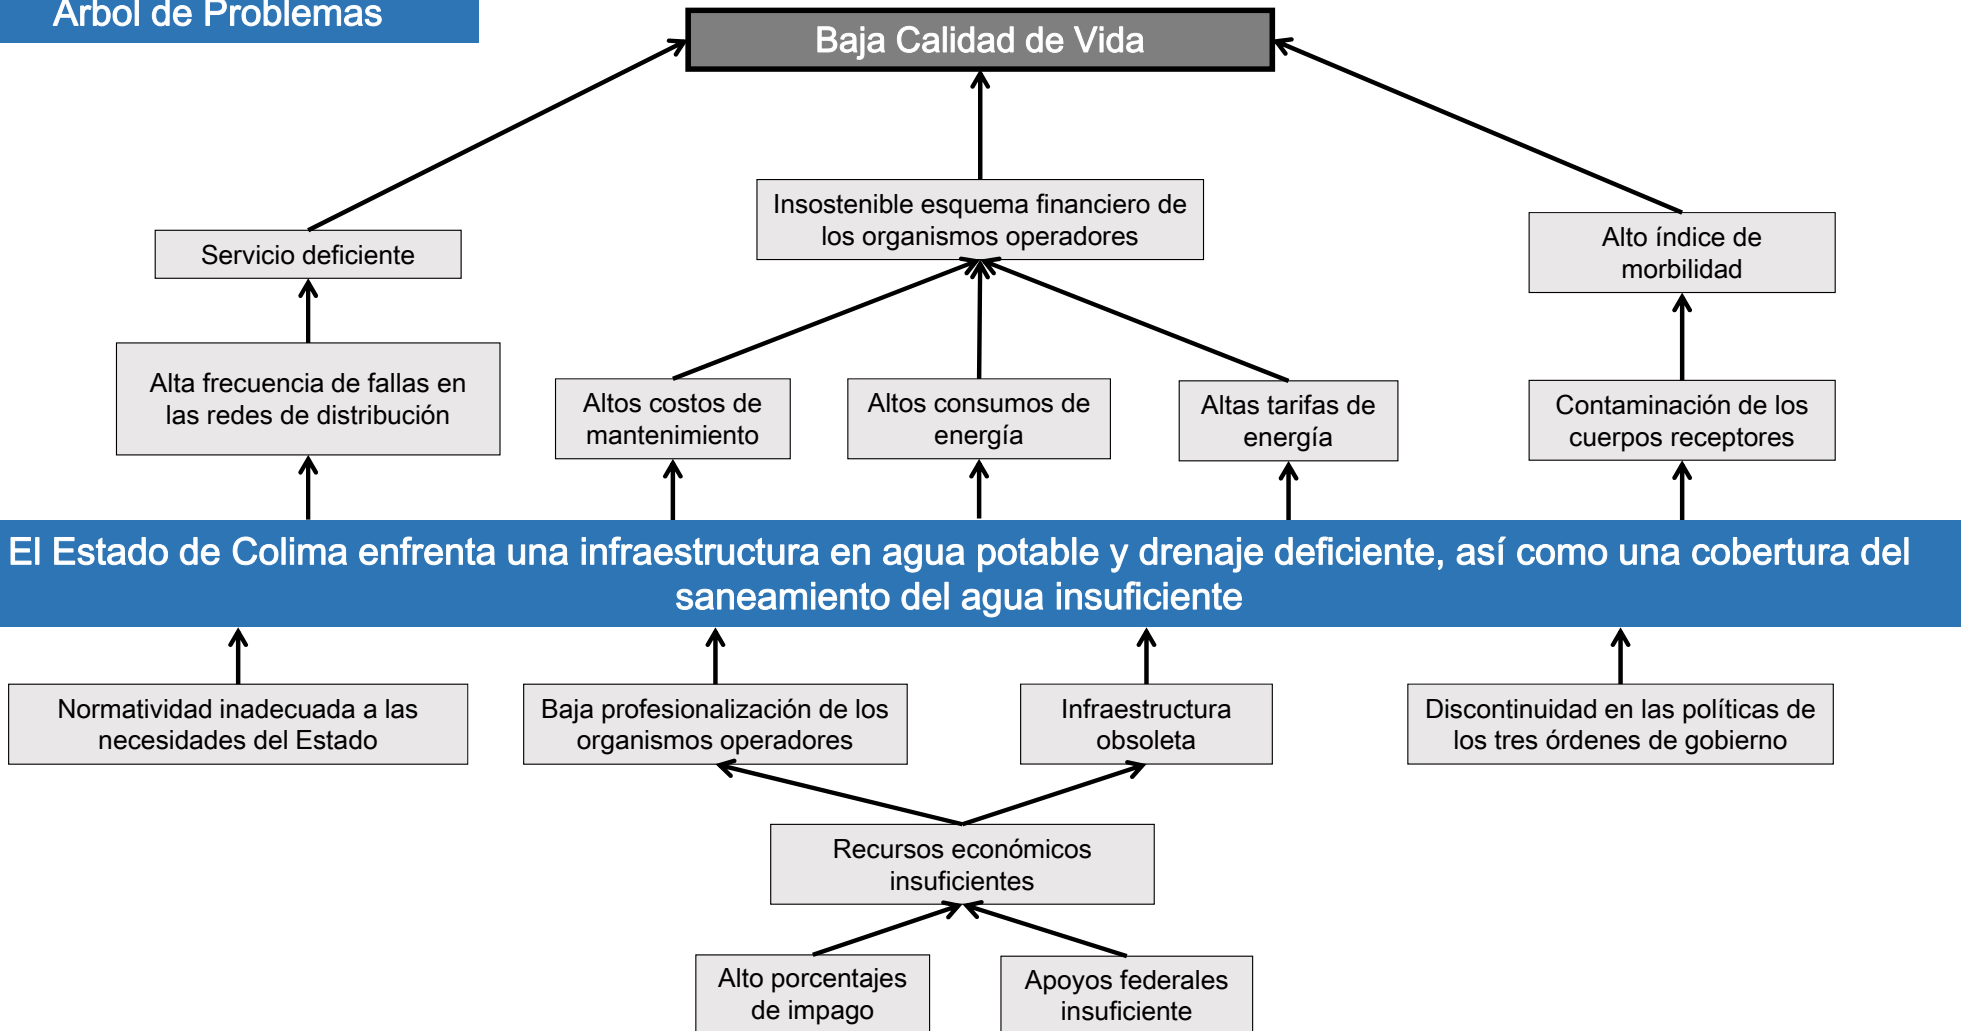 Árbol de Problemas
Baja Calidad de Vida
Insostenible esquema financiero de
los organismos operadores
Servicio deficiente
Alto índice de
morbilidad
Alta frecuencia de fallas en
las redes de distribución
Altos costos de
mantenimiento
Altos consumos de
energía
Altas tarifas de
energía
Contaminación de los
cuerpos receptores
El Estado de Colima enfrenta una infraestructura en agua potable y drenaje deficiente, así como una cobertura del
saneamiento del agua insuficiente
Normatividad inadecuada a las
necesidades del Estado
Baja profesionalización de los
organismos operadores
Infraestructura
obsoleta
Discontinuidad en las políticas de
los tres órdenes de gobierno
Recursos económicos
insuficientes
Alto porcentajes
de impago
Apoyos federales
insuficiente